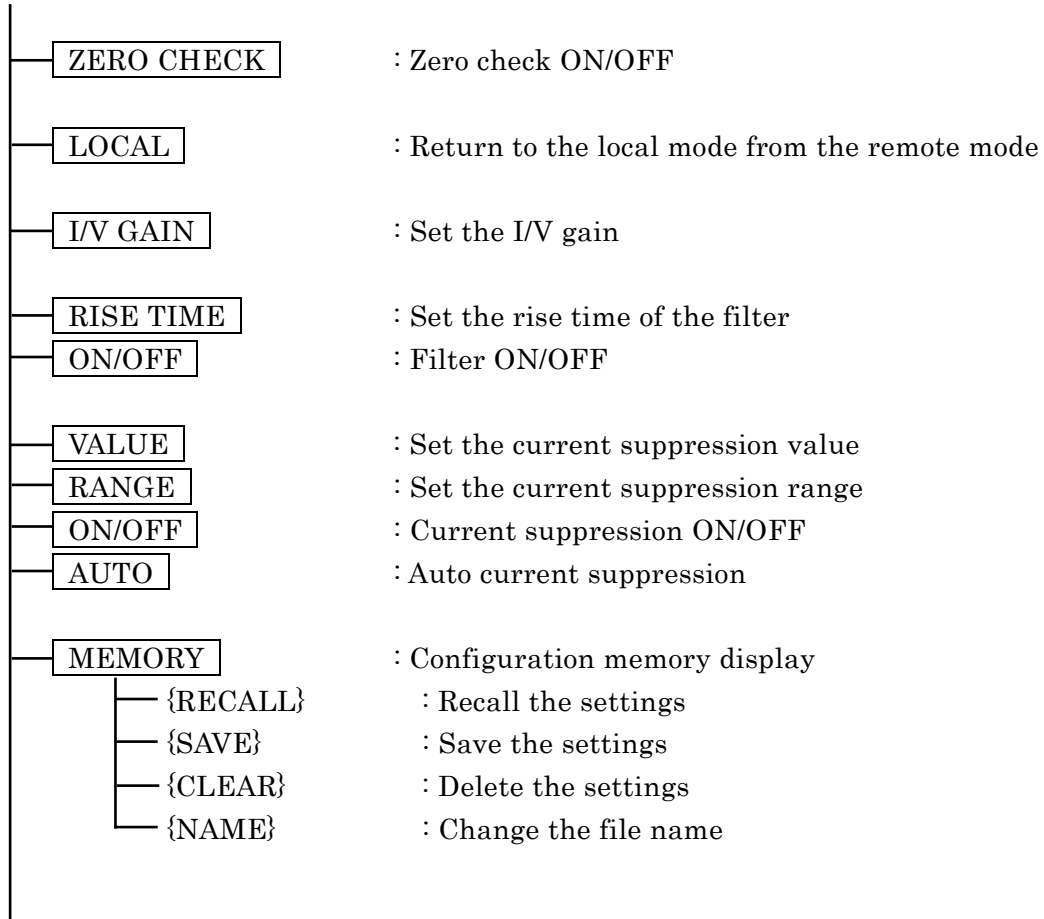 ZERO CHECK : Zero check ON/OFF
LOCAL : Return to the local mode from the remote mode
I/V GAIN : Set the I/V gain
RISE TIME : Set the rise time of the filter
ON/OFF : Filter ON/OFF
VALUE : Set the current suppression value
RANGE : Set the current suppression range
ON/OFF : Current suppression ON/OFF
AUTO : Auto current suppression
MEMORY : Configuration memory display
{RECALL} : Recall the settings
{SAVE} : Save the settings
{CLEAR} : Delete the settings
{NAME} : Change the file name